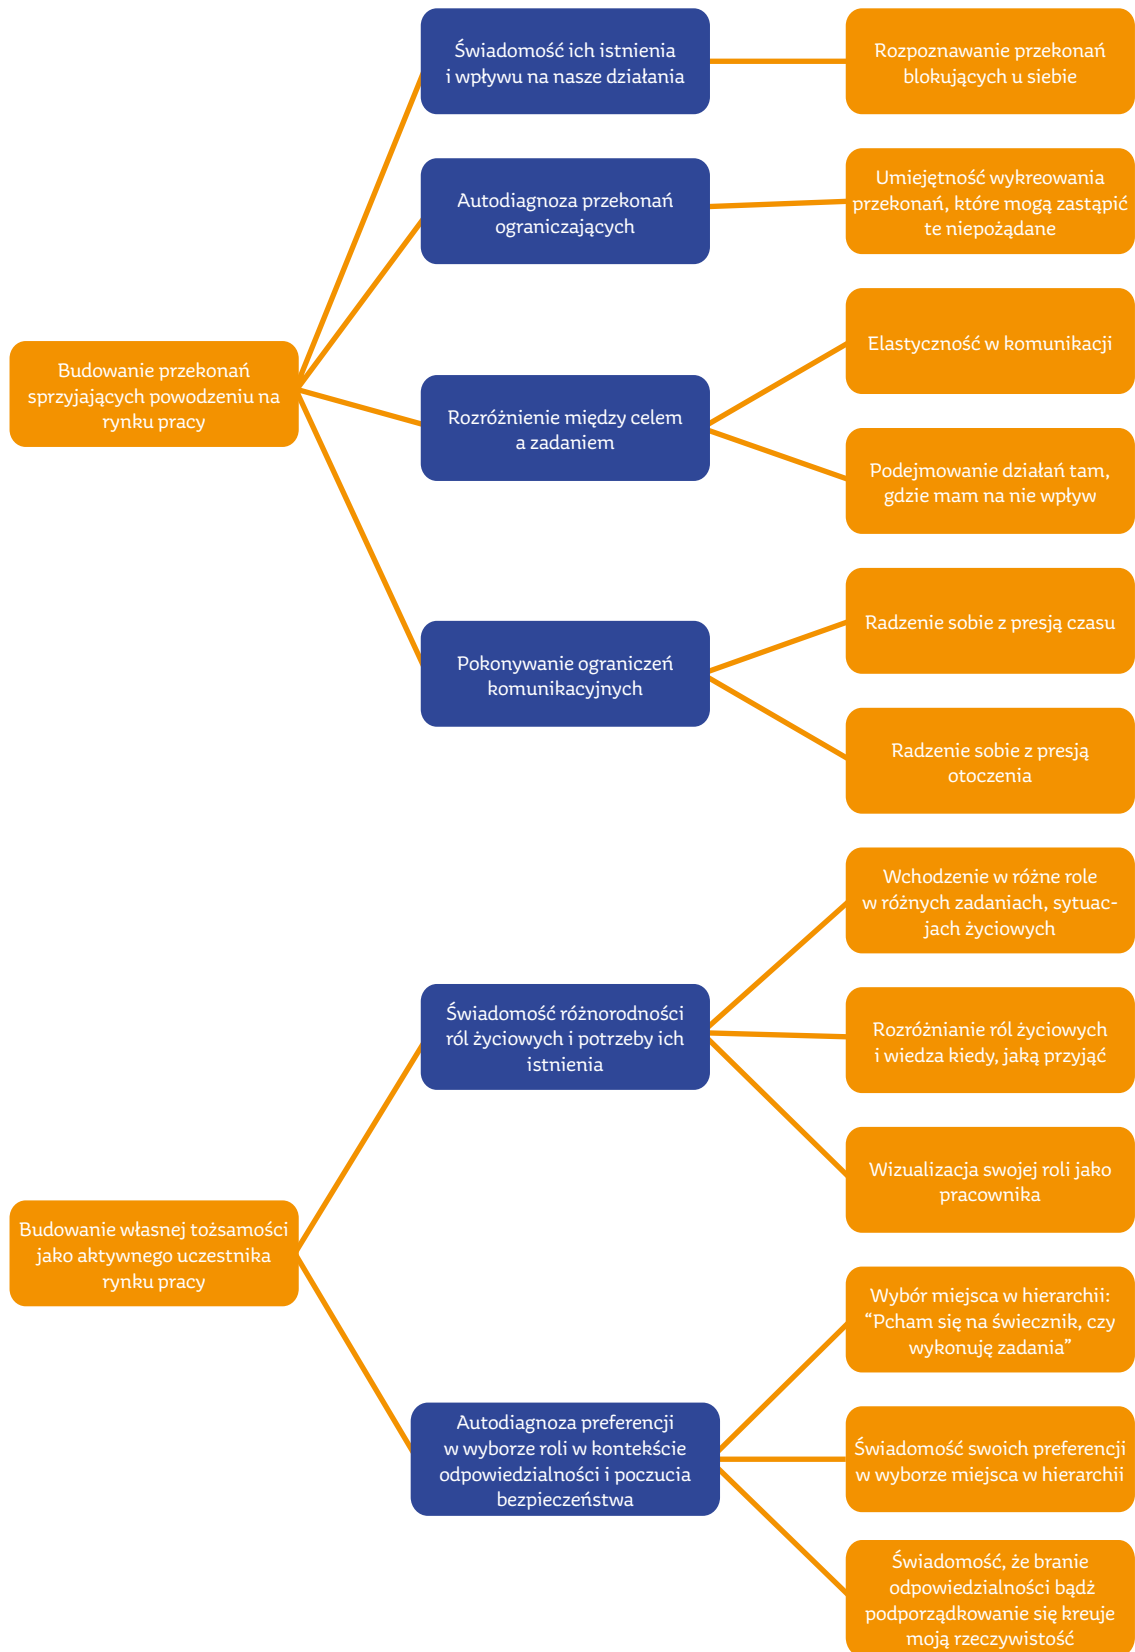 Świadomość ich istnienia
i wpływu na nasze działania
Rozpoznawanie przekonań
blokujących u siebie
Autodiagnoza przekonań
ograniczających
Umiejętność wykreowania
przekonań, które mogą zastąpić
te niepożądane
Budowanie przekonań
sprzyjających powodzeniu na
rynku pracy
Rozróżnienie między celem
a zadaniem
Elastyczność w komunikacji
Podejmowanie działań tam,
gdzie mam na nie wpływ
Pokonywanie ograniczeń
komunikacyjnych
Radzenie sobie z presją czasu
Radzenie sobie z presją
otoczenia
Wchodzenie w różne role
w różnych zadaniach, sytuac-
jach życiowych
Świadomość różnorodności
ról życiowych i potrzeby ich
istnienia
Rozróżnianie ról życiowych
i wiedza kiedy, jaką przyjąć
Wizualizacja swojej roli jako
pracownika
Budowanie własnej tożsamości
jako aktywnego uczestnika
rynku pracy
Wybór miejsca w hierarchii:
“Pcham się na świecznik, czy
wykonuję zadania”
Autodiagnoza preferencji
w wyborze roli w kontekście
odpowiedzialności i poczucia
bezpieczeństwa
Świadomość swoich preferencji
w wyborze miejsca w hierarchii
Świadomość, że branie
odpowiedzialności bądź
podporządkowanie się kreuje
moją rzeczywistość